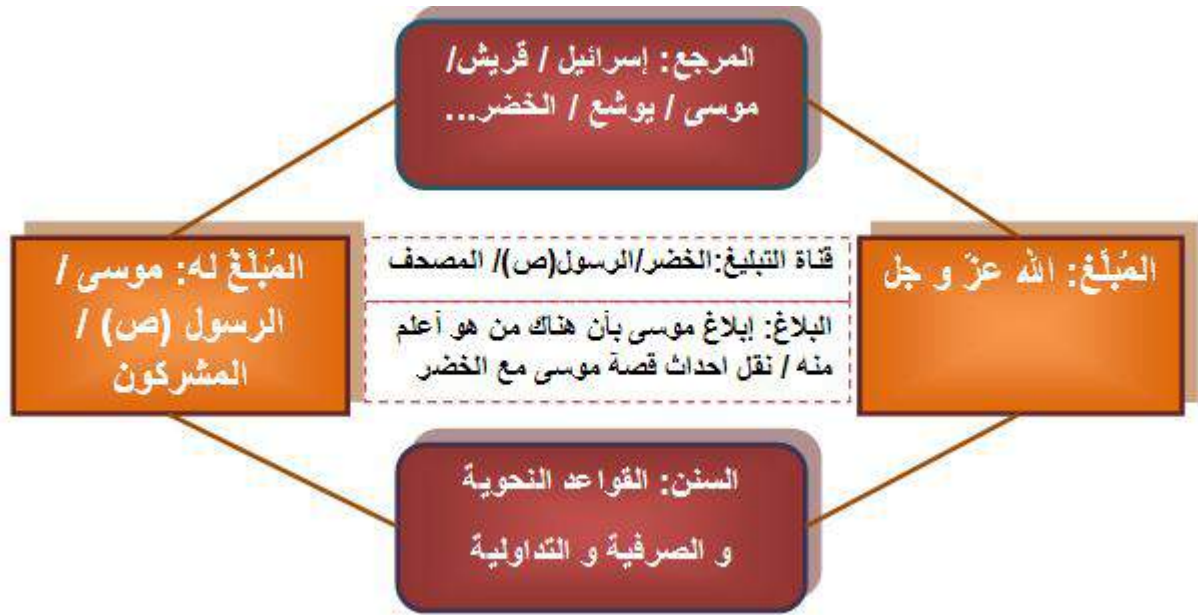 المرجع: إسرائيل / قريش/
موسى / يوشع / الخضر...
المُبلِّغ: الله عزّ و جل
قناة التبليغ:الخضر/الرسول(ص)/ المصحف
البلاغ: إبلاغ موسى بأن هناك من هو أعلم
منه / نقل احداث قصة موسى مع الخضر
المُبلَّغُ له: موسى /
الرسول (ص) /
المشركون
السنن: القواعد النحوية
و الصرفية و التداولية